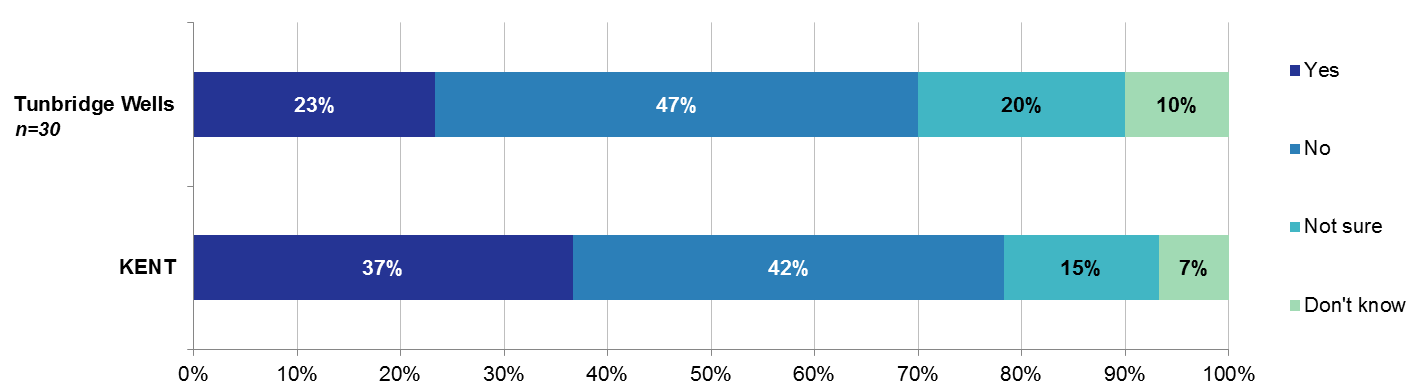 Tunbridge Wells
n=30
23%
47%
20%
10%
KENT
37%
42%
15%
7%
0%
10%
20%
30%
40%
50%
60%
70%
80%
90%
100%
Yes
No
Not sure
Don't know